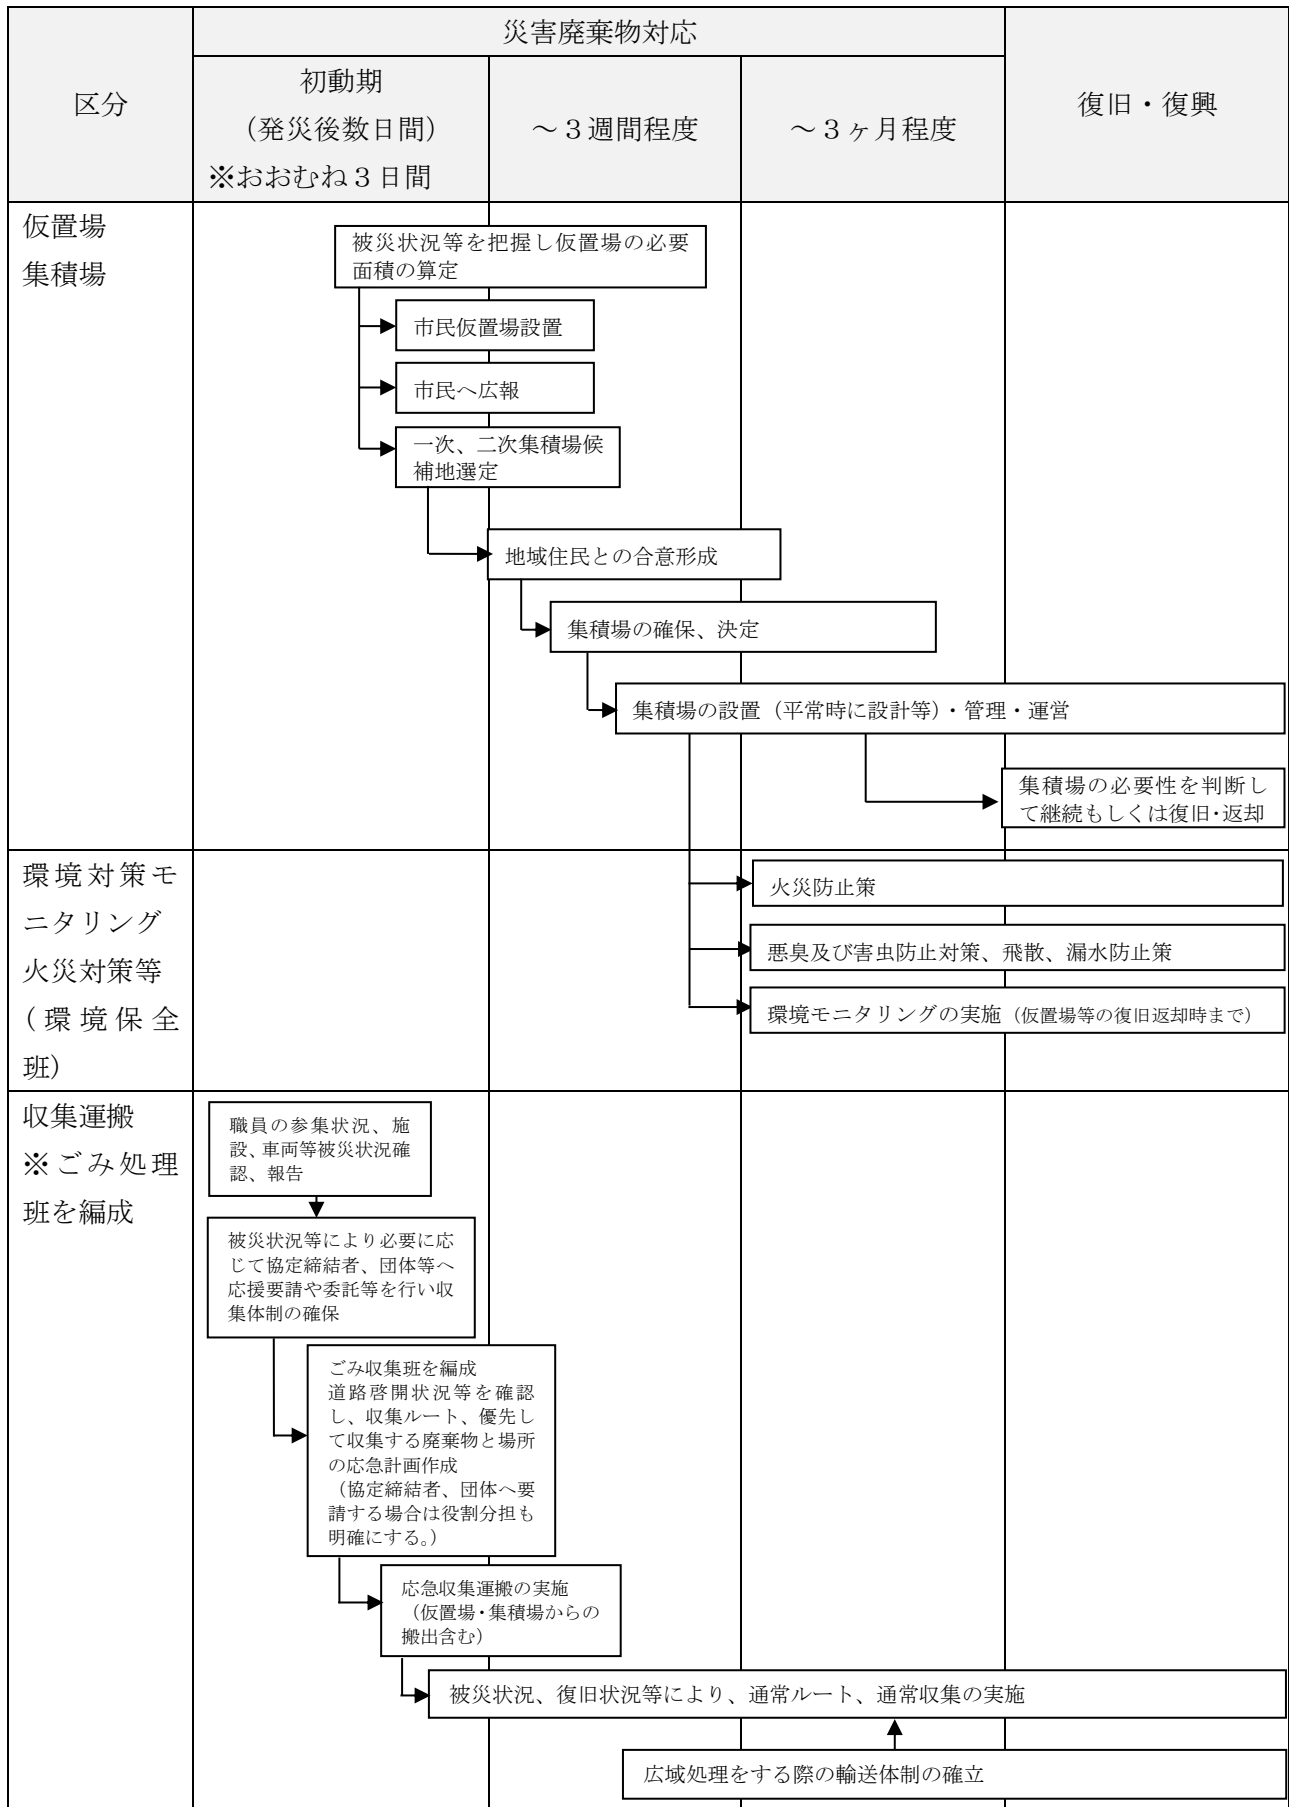 区分
災害廃棄物対応
初動期
（発災後数日間）
※おおむね３日間
～３週間程度
～３ヶ月程度
復旧・復興
仮置場
集積場
被災状況等を把握し仮置場の必要
面積の算定
市民仮置場設置
市民へ広報
一次、二次集積場候
補地選定
地域住民との合意形成
集積場の確保、決定
集積場の設置（平常時に設計等）・管理・運営
集積場の必要性を判断し
て継続もしくは復旧・返却
環境対策モ
ニタリング
火災対策等
（環境保全
班）
火災防止策
悪臭及び害虫防止対策、飛散、漏水防止策
環境モニタリングの実施（仮置場等の復旧返却時まで）
収集運搬
※ごみ処理
班を編成
職員の参集状況、施
設、車両等被災状況確
認、報告
被災状況等により必要に応
じて協定締結者、団体等へ
応援要請や委託等を行い収
集体制の確保
ごみ収集班を編成
道路啓開状況等を確認
し、収集ルート、優先し
て収集する廃棄物と場所
の応急計画作成
（協定締結者、団体へ要
請する場合は役割分担も
明確にする。）
応急収集運搬の実施
（仮置場・集積場からの
搬出含む）
被災状況、復旧状況等により、通常ルート、通常収集の実施
広域処理をする際の輸送体制の確立